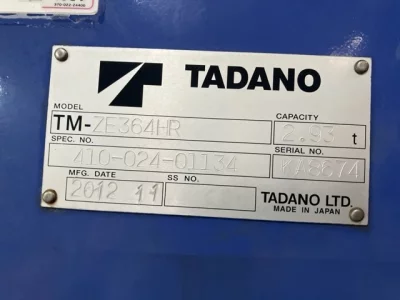 TADANO
MODEL CAPACITY
TM-ZE364HR 2.93 t
SPEC. NO. SERIAL NO.
410-024-01134 KA8674
MFG. DATE SS NO.
2012 11 TADANO LTD.
MADE IN JAPAN